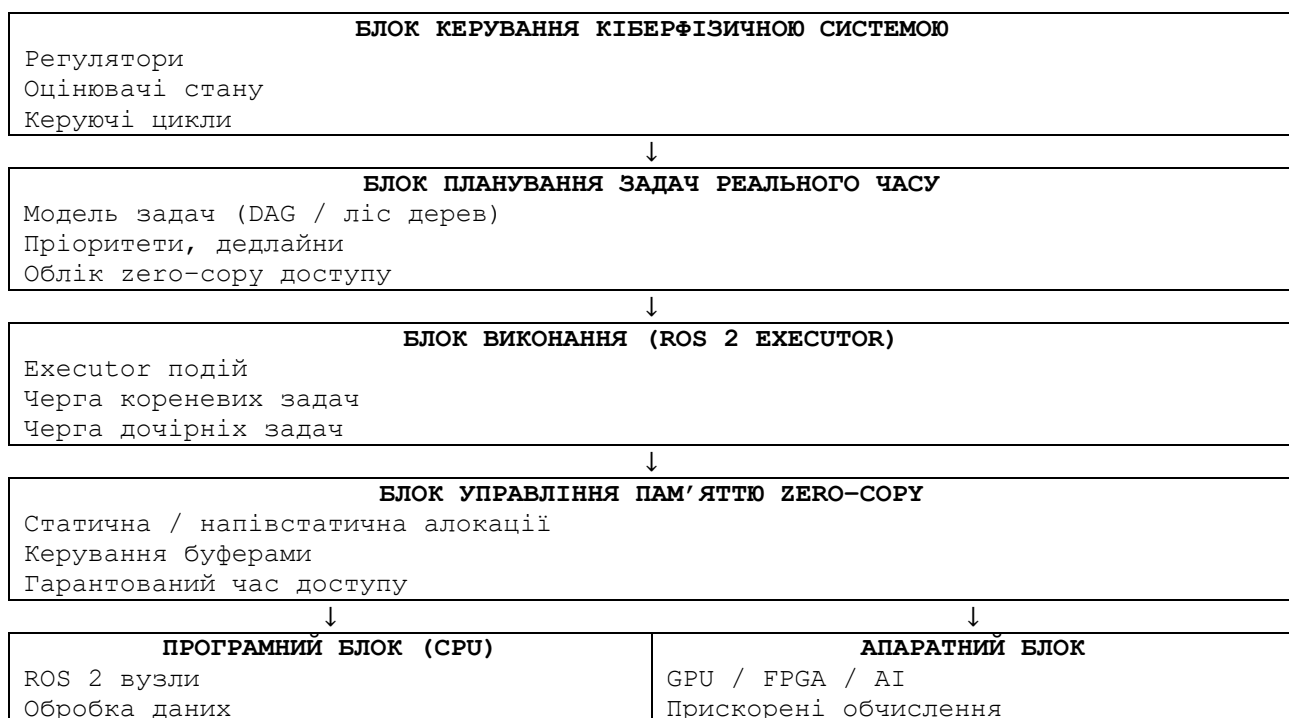 БЛОК КЕРУВАННЯ КІБЕРФІЗИЧНОЮ СИСТЕМОЮ
Регулятори
Оцінювачі стану
Керуючі цикли
↓
БЛОК ПЛАНУВАННЯ ЗАДАЧ РЕАЛЬНОГО ЧАСУ
Модель задач (DAG / ліс дерев)
Пріоритети, дедлайни
Облік zero-copy доступу
↓
БЛОК ВИКОНАННЯ (ROS 2 EXECUTOR)
Executor подій
Черга кореневих задач
Черга дочірніх задач
↓
БЛОК УПРАВЛІННЯ ПАМ’ЯТТЮ ZERO-COPY
Статична / напівстатична алокації
Керування буферами
Гарантований час доступу
↓ ↓
ПРОГРАМНИЙ БЛОК (CPU)
ROS 2 вузли
Обробка даних
АПАРАТНИЙ БЛОК
GPU / FPGA / AI
Прискорені обчислення